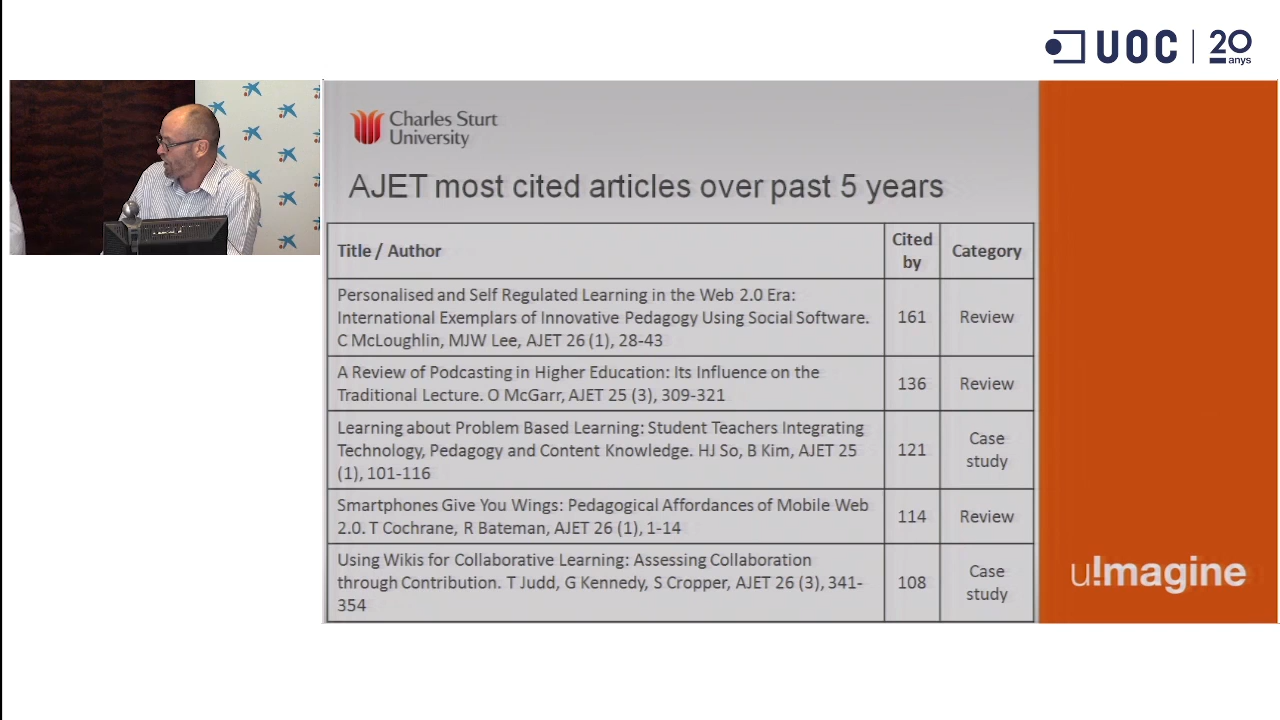 UOC
20
anys
Charles Sturt
University
AJET most cited articles over past 5 years
Title / Author
Cited
by
Category
Personalised and Self Regulated Learning in the Web 2.0 Era:
International Exemplars of Innovative Pedagogy Using Social Software.
C McLoughlin, MJW Lee, AJET 26 (1), 28-43
161
Review
A Review of Podcasting in Higher Education: Its Influence on the
Traditional Lecture. O McGarr, AJET 25 (3), 309-321
136
Review
Learning about Problem Based Learning: Student Teachers Integrating
Technology, Pedagogy and Content Knowledge. HJ So, B Kim, AJET 25
(1), 101-116
121
Case
study
Smartphones Give You Wings: Pedagogical Affordances of Mobile Web
2.0. T Cochrane, R Bateman, AJET 26 (1), 1-14
114
Review
Using Wikis for Collaborative Learning: Assessing Collaboration
through Contribution. T Judd, G Kennedy, S Cropper, AJET 26 (3), 341-
354
108
Case
study
u!magine